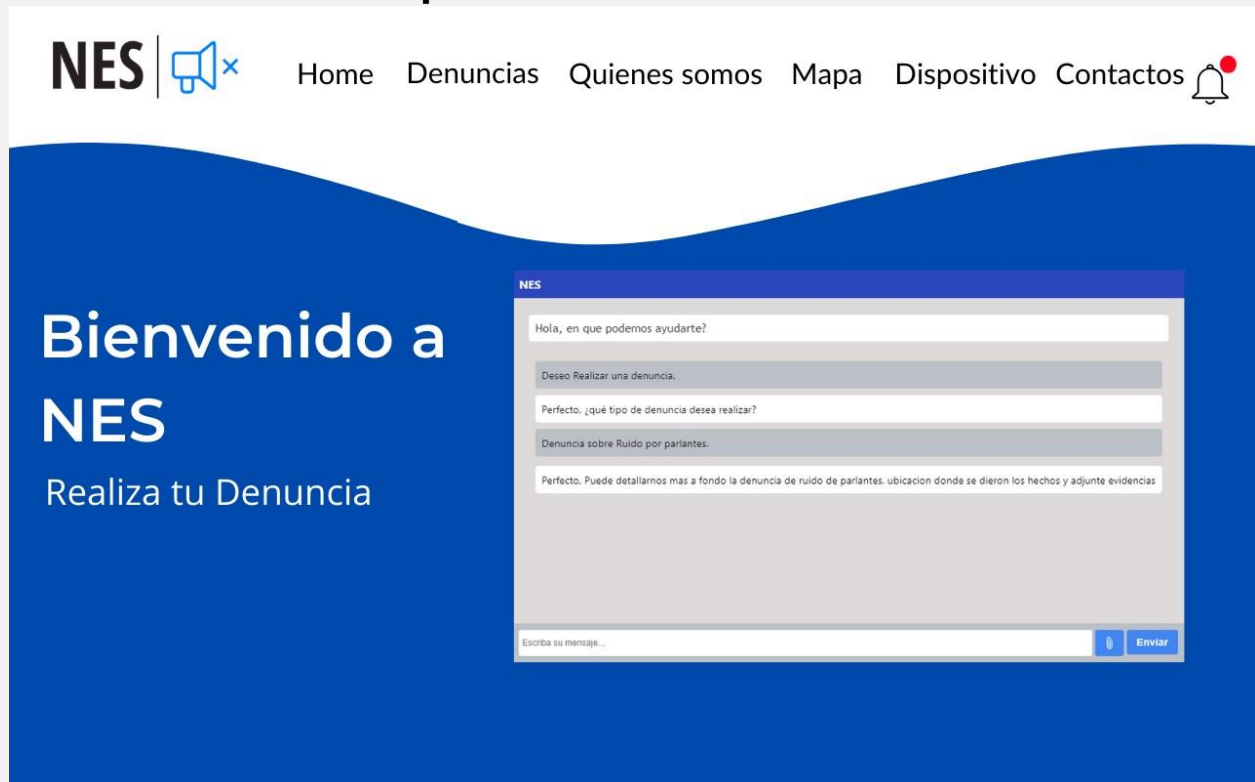 NES
Home Denuncias Quienes somos Mapa Dispositivo Contactos
Bienvenido a
NES
Realiza tu Denuncia
NES
Hola, en que podemos ayudarte?
Deseo Realizar una denuncia.
Perfecto, ¿qué tipo de denuncia desea realizar?
Denuncia sobre Ruido por parlantes.
Perfecto, Puede detallarnos mas a fondo la denuncia de ruido de parlantes. ubicacion donde se dieron los hechos y adjunte evidencias
Escriba su mensaje...
Enviar